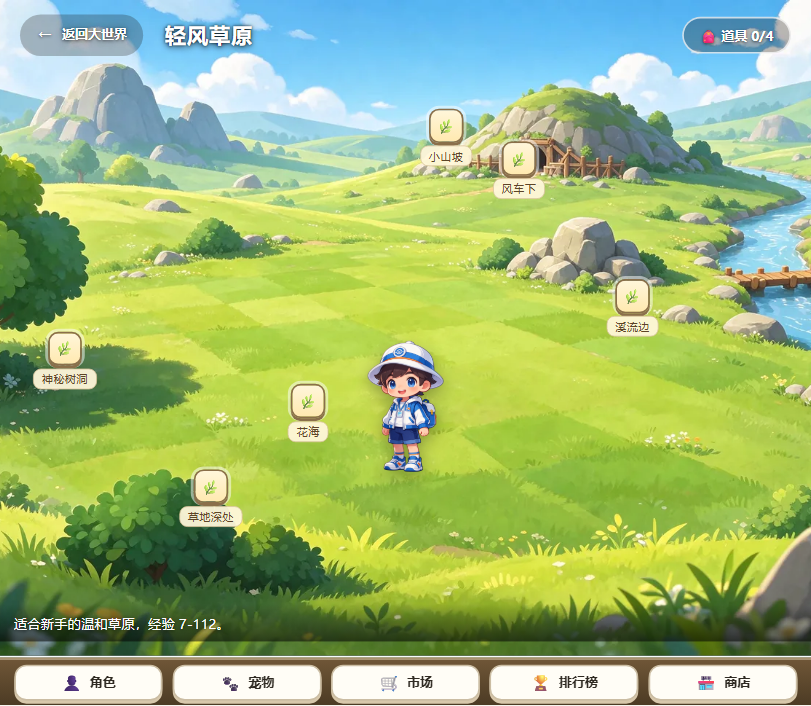 ← 返回大世界
轻风草原
道具 0/4
小山坡
风车下
溪流边
神秘树洞
花海
草地深处
适合新手的温和草原，经验 7-112。
角色
宠物
市场
排行榜
商店